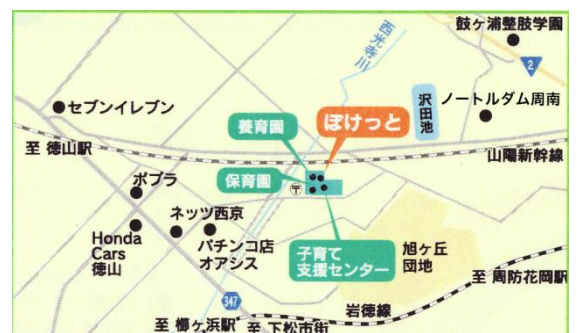 鼓ヶ浦整肢学園
2
西光寺川
沢田池
ノートルダム周南
セブンイレブン
養育園
ぽけっと
至 徳山駅
山陽新幹線
ポプラ
保育園
〒
ネッツ西京
Honda
Cars
徳山
パチンコ店
オアシス
子育て
支援センター
旭ヶ丘
団地
至 周防花岡駅
347
岩徳線
至 櫛ヶ浜駅
至 下松市街